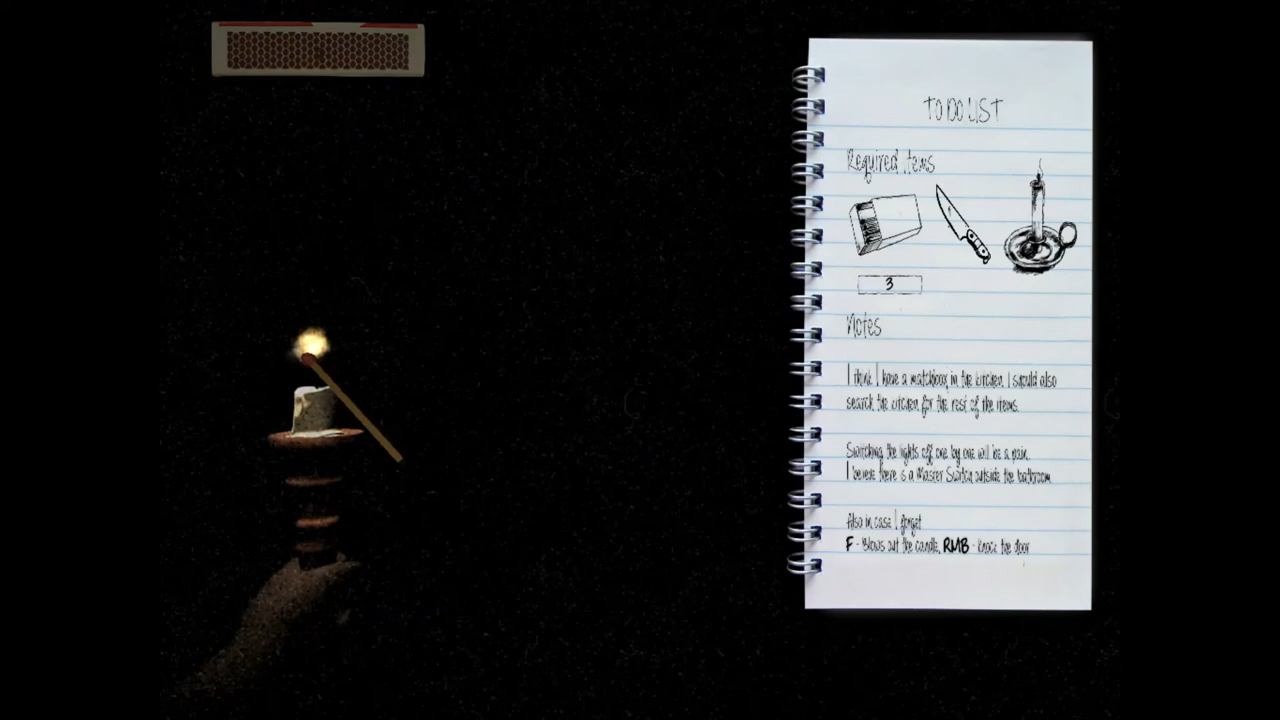 TO DO LIST
Required Items
3
Notes
I think I have a matchbox in the kitchen. I should also
search the kitchen for the rest of the items.
Switching the lights off one by one will be a pain.
I believe there is a Master Switch outside the bathroom
Also in case I forget
F - Blows out the candle, RMB - knock the door